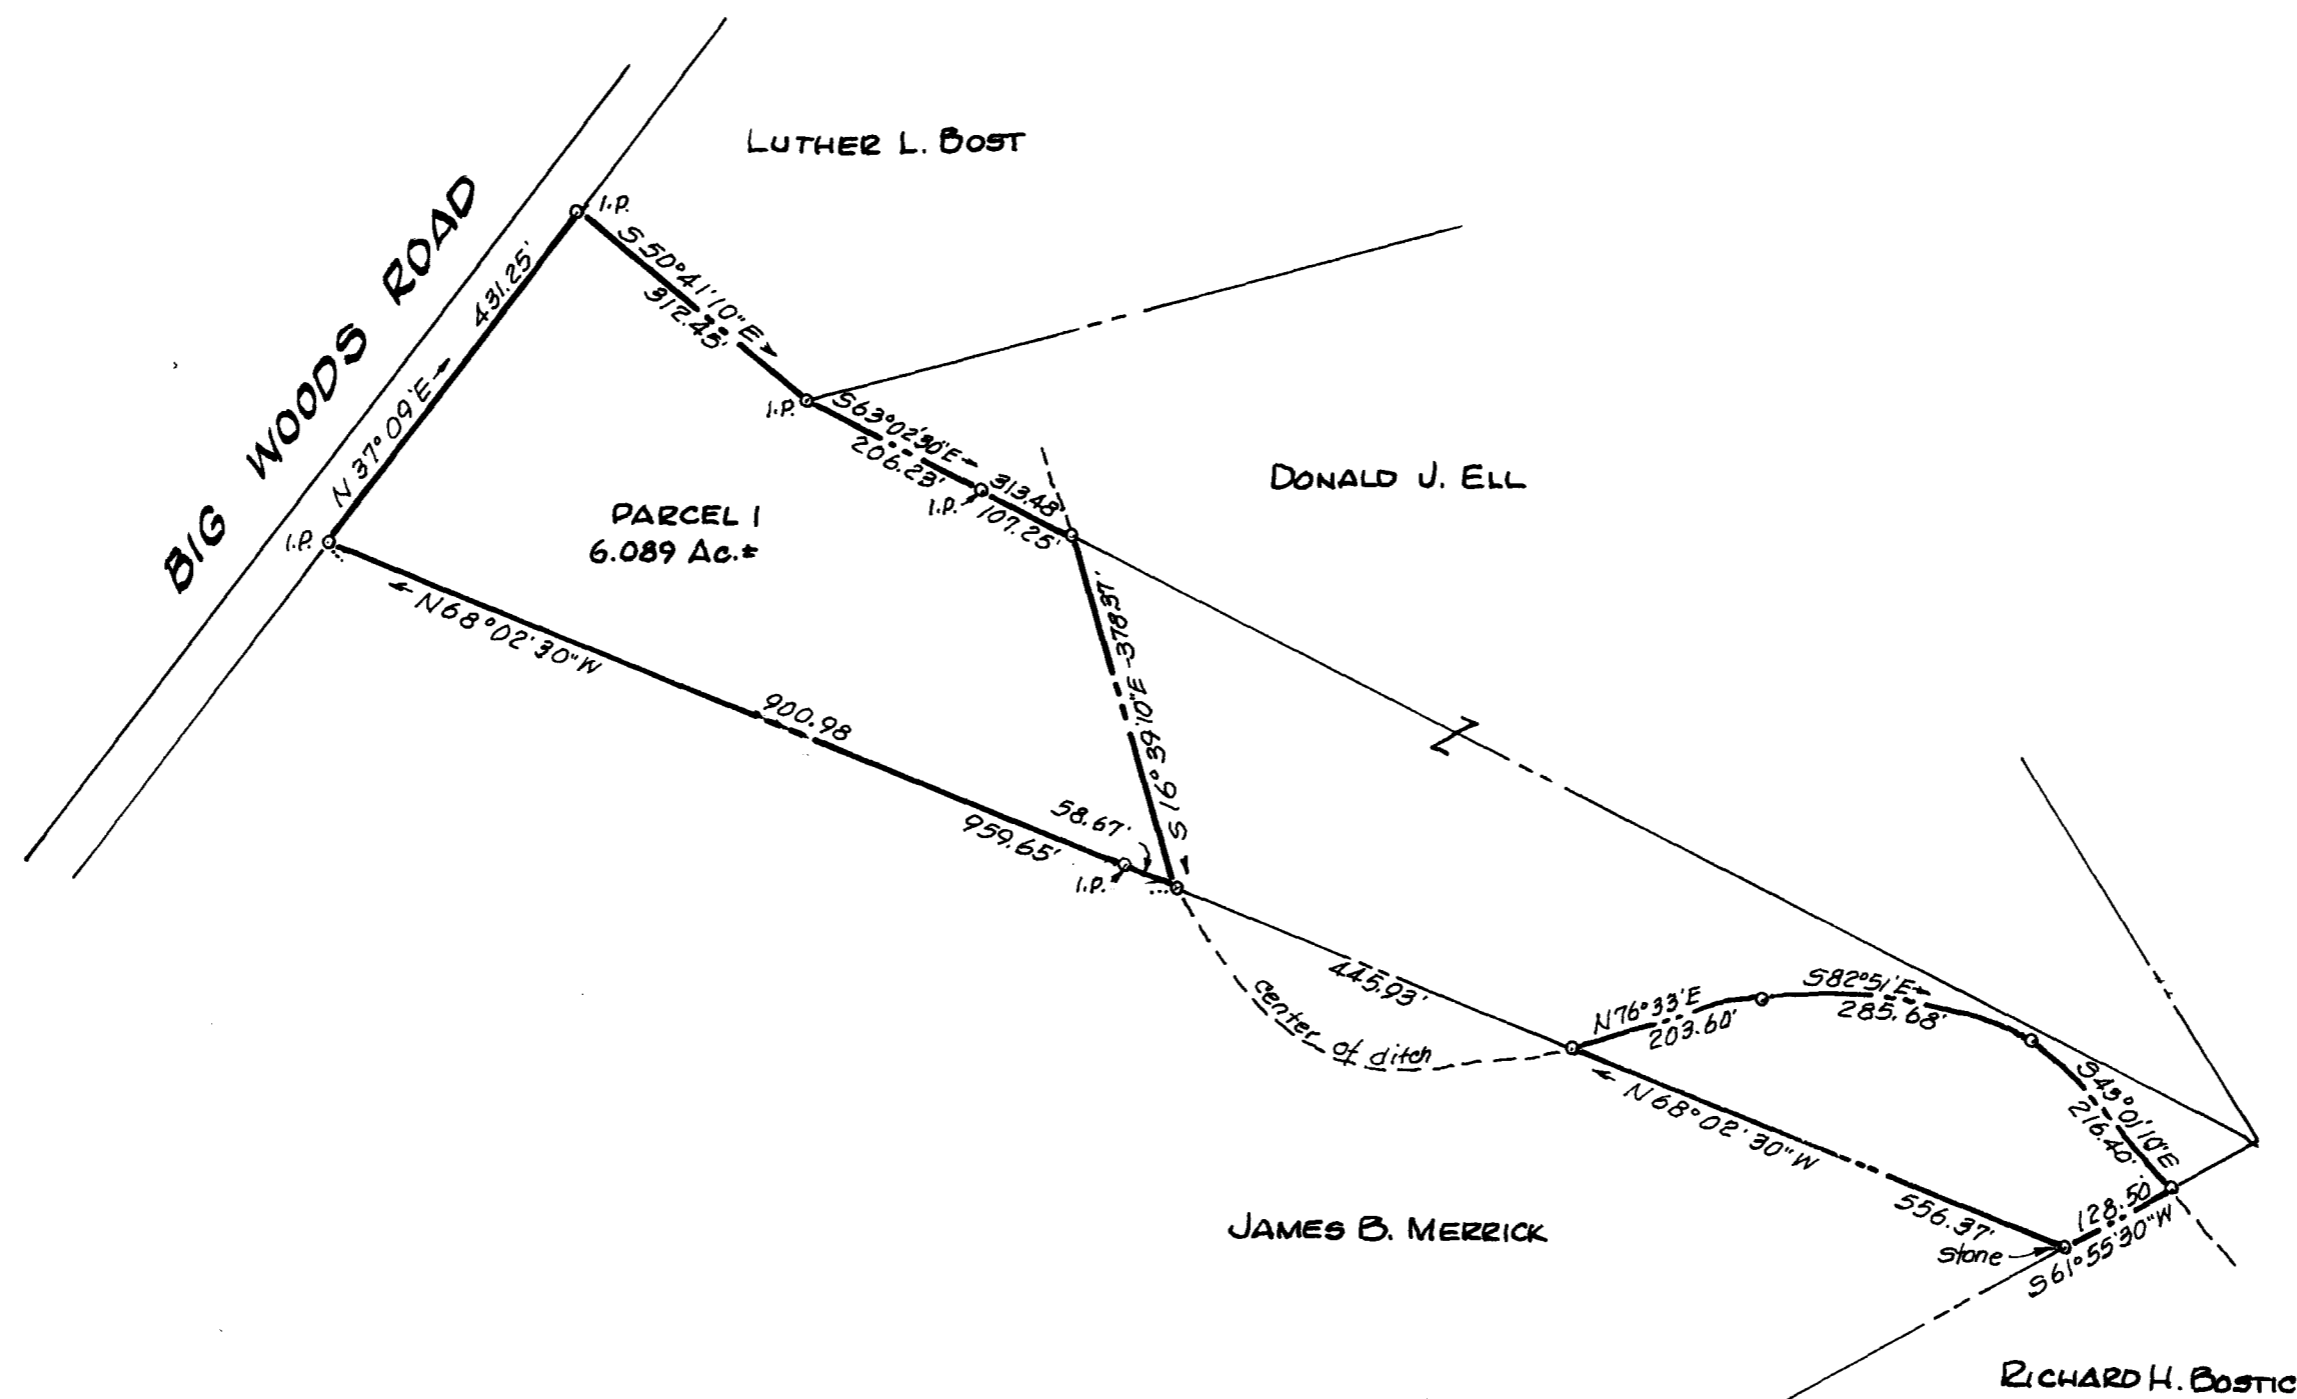 LUTHER L. BOST
BIG WOODS ROAD
I.P.
N 37° 09' E
431.25'
S 50° 41' 10" E
312.45'
I.P.
I.P.
S63°02'30"E
206.23'
I.P.
313.48'
107.25'
DONALD J. ELL
PARCEL 1
6.089 AC.±
N68°02'30"W
900.98
959.65'
58.67'
I.P.
S 16° 39' 10" E 378.37'
445.93'
center of ditch
N76°33'E
203.60'
S82°51'E
285.68'
S43°01'10"E
216.40'
N68°02'30"W
556.37'
128.50'
S61°55'30"W
stone
JAMES B. MERRICK
RICHARD H. BOSTIC